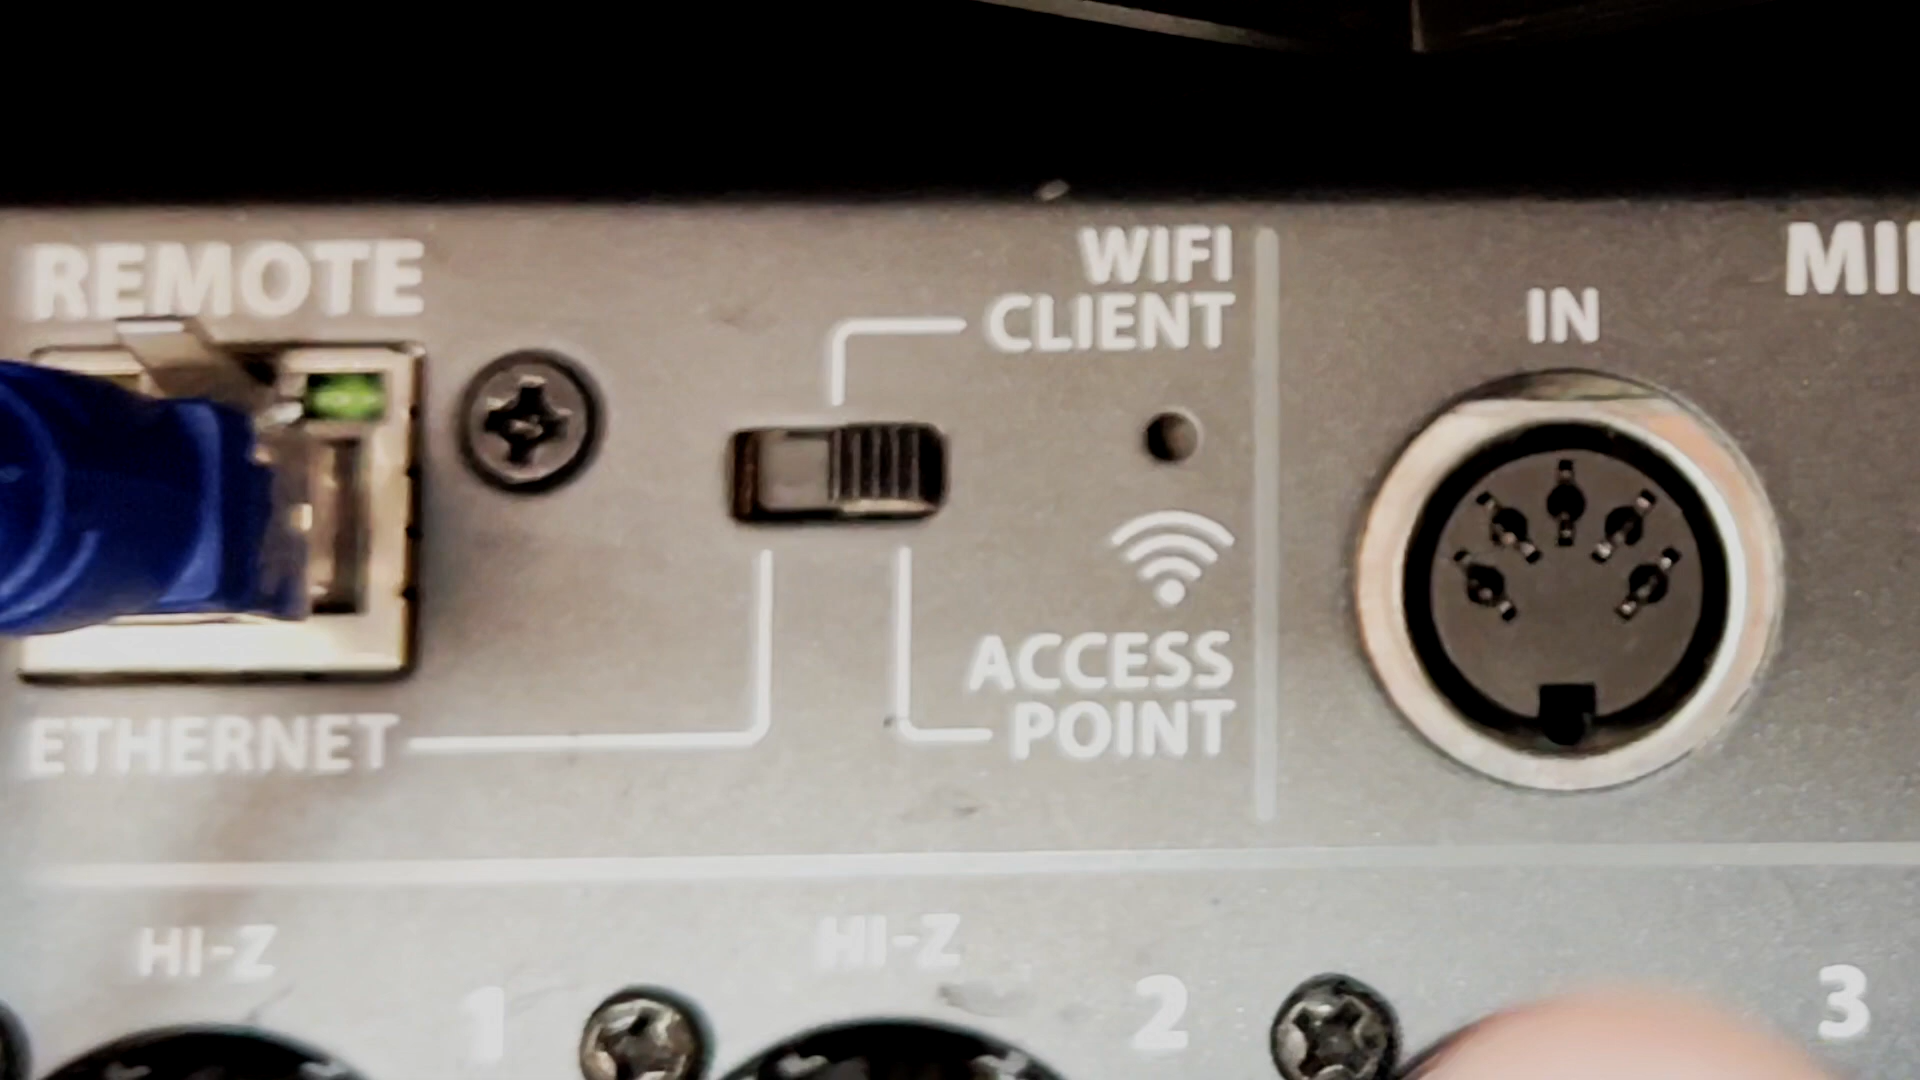 REMOTE
WIFI
CLIENT
ACCESS
POINT
ETHERNET
IN
HI-Z
1
HI-Z
2
3